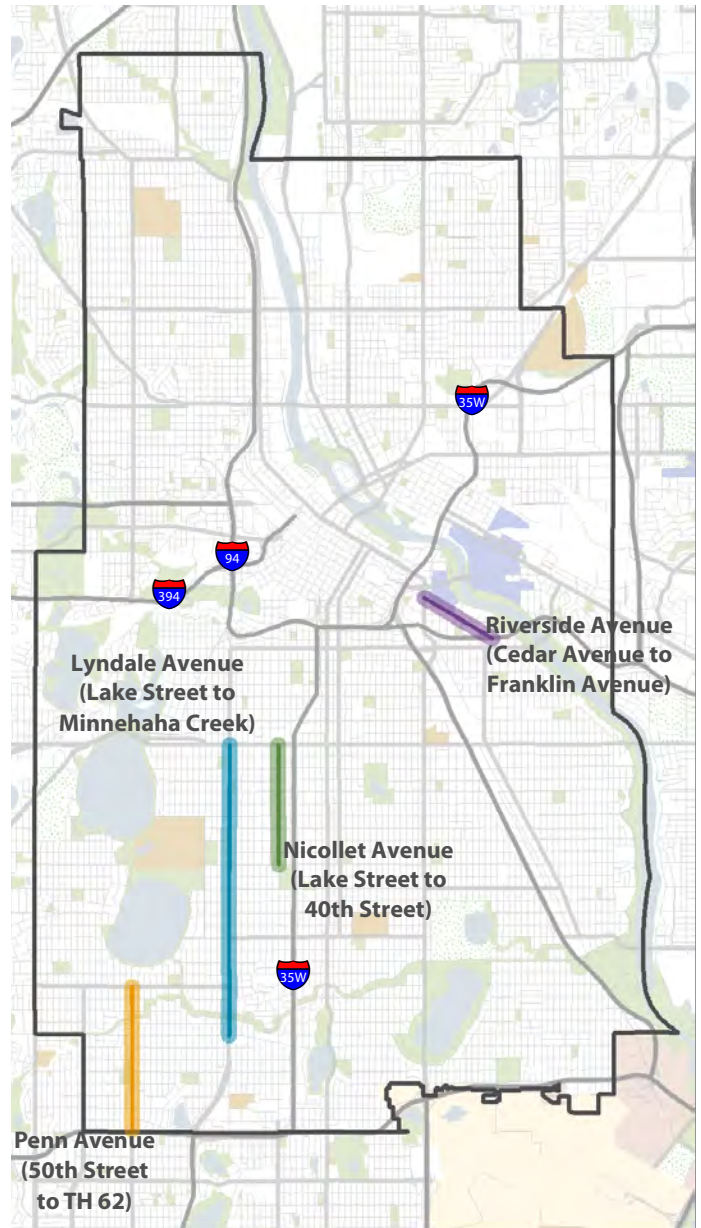 35W
94
394
Riverside Avenue
(Cedar Avenue to
Franklin Avenue)
Lyndale Avenue
(Lake Street to
Minnehaha Creek)
Nicollet Avenue
(Lake Street to
40th Street)
35W
Penn Avenue
(50th Street
to TH 62)